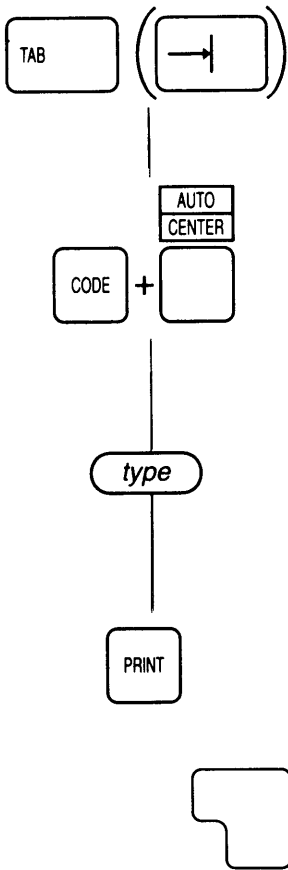 TAB
AUTO
CENTER
CODE +
type
PRINT